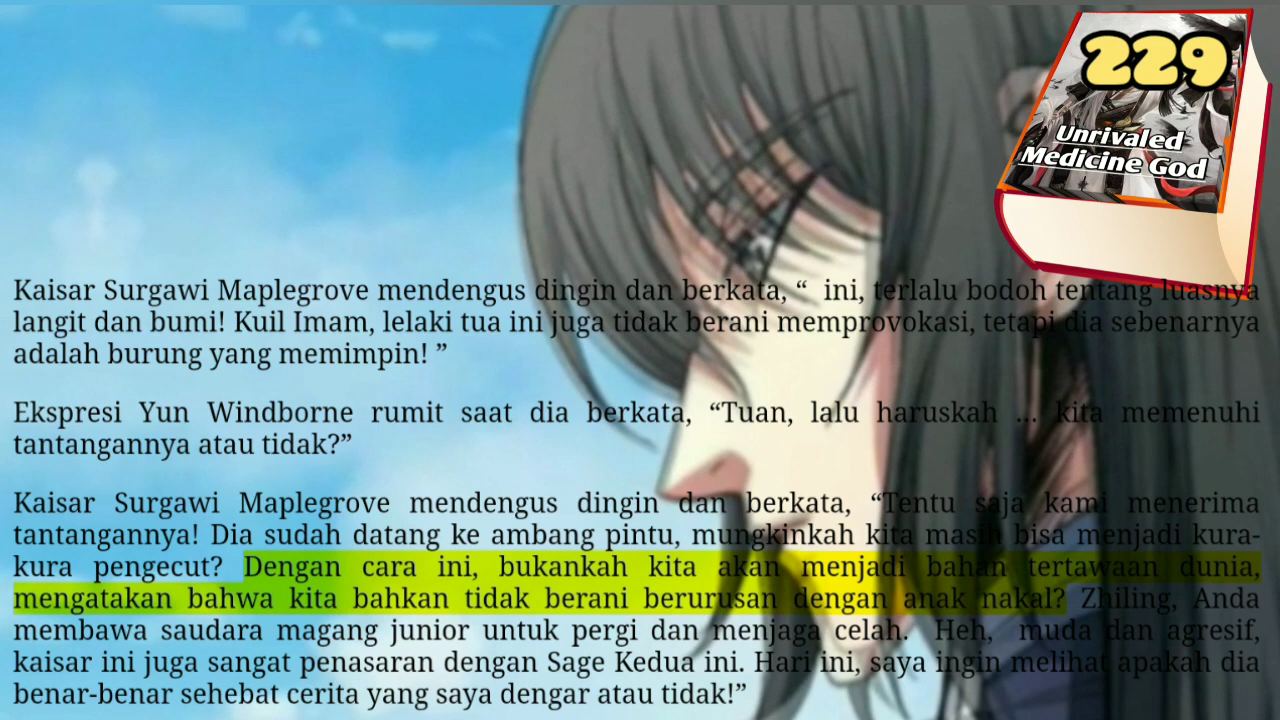 229
Unrivaled
Medicine God
Kaisar Surgawi Maplegrove mendengus dingin dan berkata, “  ini, terlalu bodoh tentang luasnya
langit dan bumi! Kuil Imam, lelaki tua ini juga tidak berani memprovokasi, tetapi dia sebenarnya
adalah burung yang memimpin! ”
Ekspresi Yun Windborne rumit saat dia berkata, “Tuan, lalu haruskah ... kita memenuhi
tantangannya atau tidak?”
Kaisar Surgawi Maplegrove mendengus dingin dan berkata, “Tentu saja kami menerima
tantangannya! Dia sudah datang ke ambang pintu, mungkinkah kita masih bisa menjadi kura-
kura pengecut? Dengan cara ini, bukankah kita akan menjadi bahan tertawaan dunia,
mengatakan bahwa kita bahkan tidak berani berurusan dengan anak nakal? Zhiling, Anda
membawa saudara magang junior untuk pergi dan menjaga celah.  Heh,  muda dan agresif,
kaisar ini juga sangat penasaran dengan Sage Kedua ini. Hari ini, saya ingin melihat apakah dia
benar-benar sehebat cerita yang saya dengar atau tidak!”